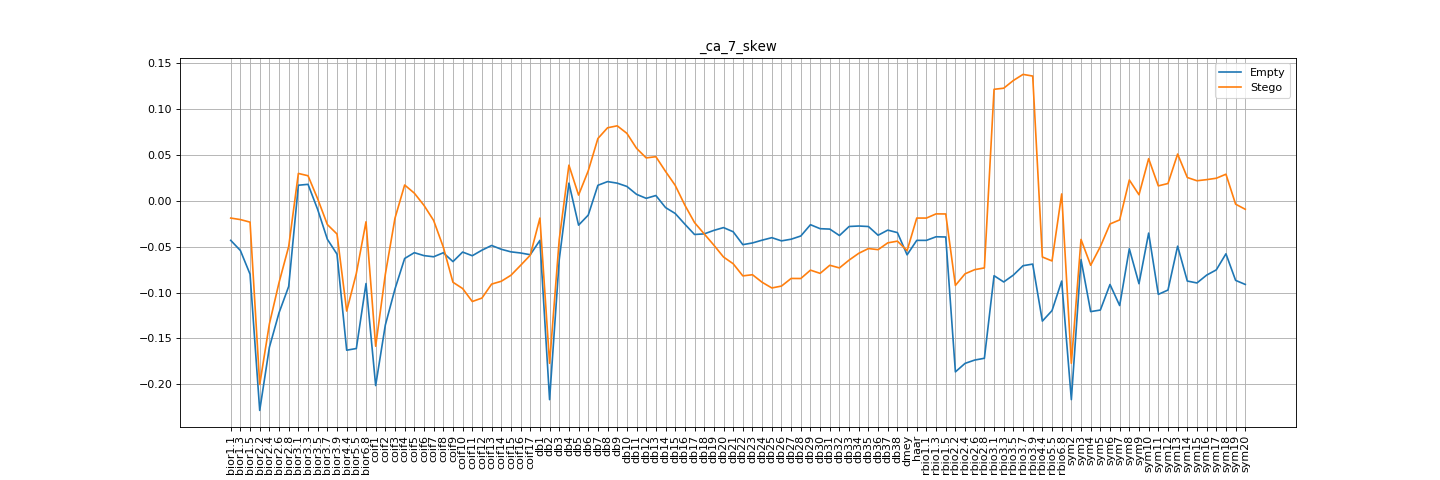 _ca_7_skew
Empty
Stego
0.15
0.10
0.05
0.00
−0.05
−0.10
−0.15
−0.20
bior1.1
bior1.3
bior1.5
bior2.2
bior2.4
bior2.6
bior2.8
bior3.1
bior3.3
bior3.5
bior3.7
bior3.9
bior4.4
bior5.5
bior6.8
coif1
coif2
coif3
coif4
coif5
coif6
coif7
coif8
coif9
coif10
coif11
coif12
coif13
coif14
coif15
coif16
coif17
db1
db2
db3
db4
db5
db6
db7
db8
db9
db10
db11
db12
db13
db14
db15
db16
db17
db18
db19
db20
db21
db22
db23
db24
db25
db26
db27
db28
db29
db30
db31
db32
db33
db34
db35
db36
db37
db38
dmey
haar
rbio1.1
rbio1.3
rbio1.5
rbio2.2
rbio2.4
rbio2.6
rbio2.8
rbio3.1
rbio3.3
rbio3.5
rbio3.7
rbio3.9
rbio4.4
rbio5.5
rbio6.8
sym2
sym3
sym4
sym5
sym6
sym7
sym8
sym9
sym10
sym11
sym12
sym13
sym14
sym15
sym16
sym17
sym18
sym19
sym20